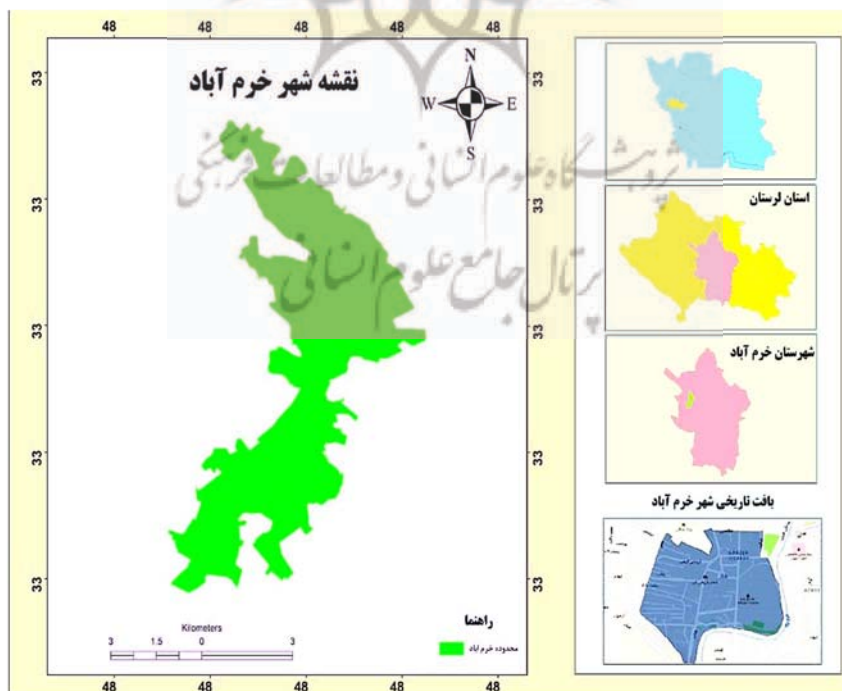 48 48 48 48 48
نقشه شهر خرم آباد
N
W E
S
33 33
33 33
33 33
33 33
33 33
پژوهشگاه علوم انسانی و مطالعات فرهنگی
پرتال جامع علوم انسانی
استان لرستان
شهرستان خرم آباد
بافت تاریخی شهر خرم آباد
راهنما
محدوده خرم اباد
Kilometers
3 1.5 0 3
48 48 48 48 48